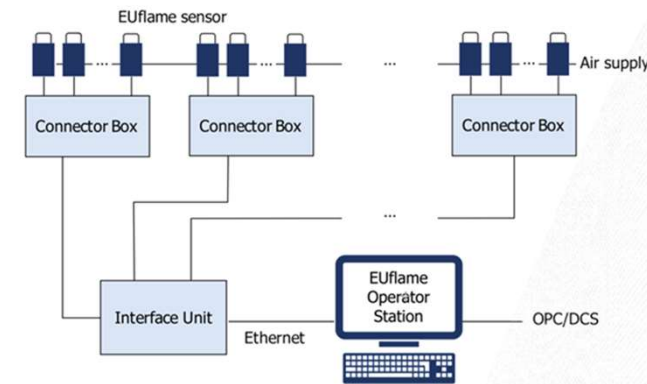 EUflame sensor
... ... ... ...
Air supply
Connector Box
Connector Box
Connector Box
...
Interface Unit
Ethernet
EUflame
Operator
Station
OPC/DCS